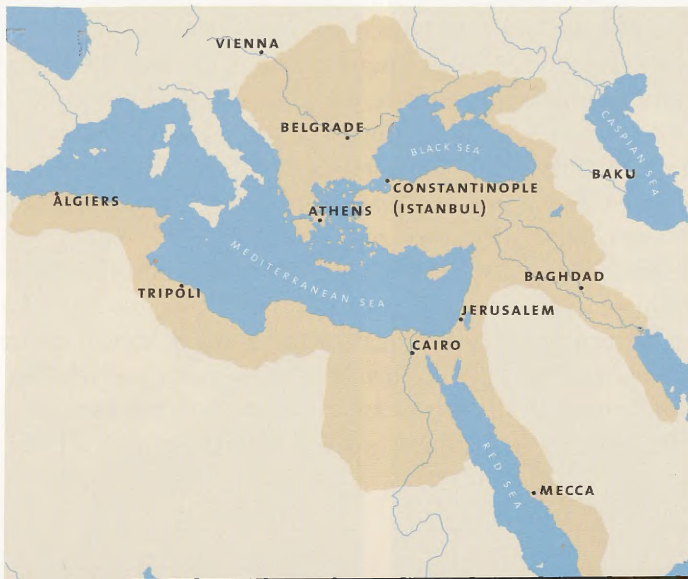 VIENNA
BELGRADE
BLACK SEA
CASPIAN SEA
BAKU
ALGIERS
CONSTANTINOPLE
(ISTANBUL)
ATHENS
MEDITERRANEAN SEA
BAGHDAD
TRIPOLI
JERUSALEM
CAIRO
RED SEA
MECCA